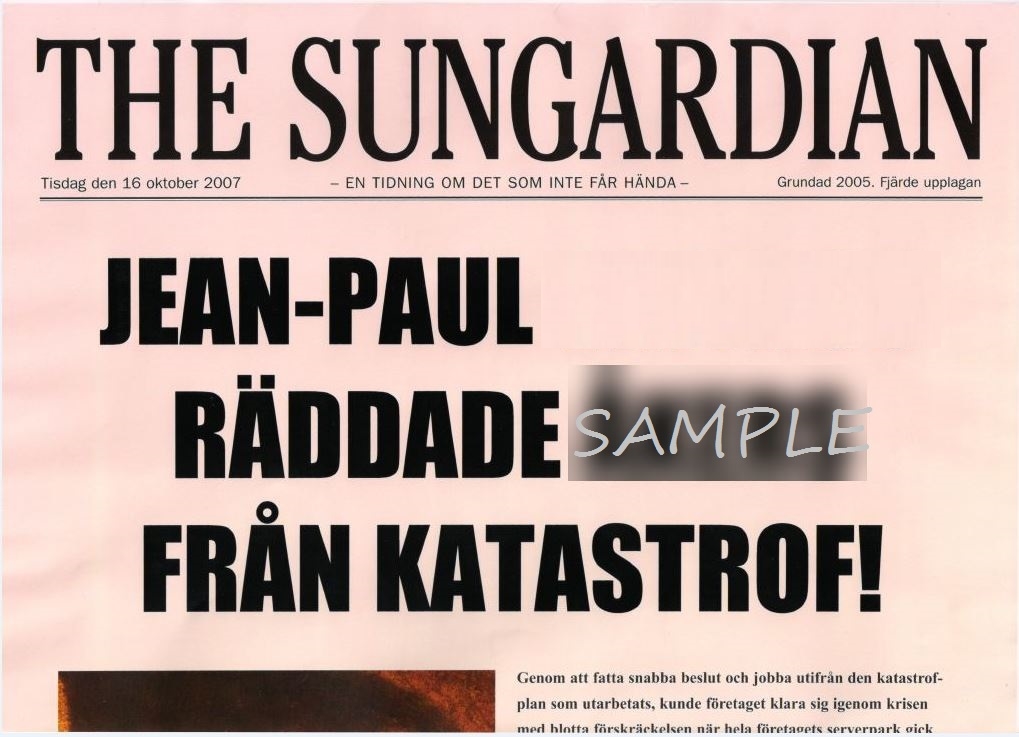 THE SUNGARDIAN
Tisdag den 16 oktober 2007
– EN TIDNING OM DET SOM INTE FÅR HÄNDA –
Grundad 2005. Fjärde upplagan
JEAN-PAUL
RÄDDADE SAMPLE
FRÅN KATASTROF!
Genom att fatta snabba beslut och jobba utifrån den katastrof-
plan som utarbetats, kunde företaget klara sig igenom krisen
med blotta förskräckelsen när hela företagets serverpark gick